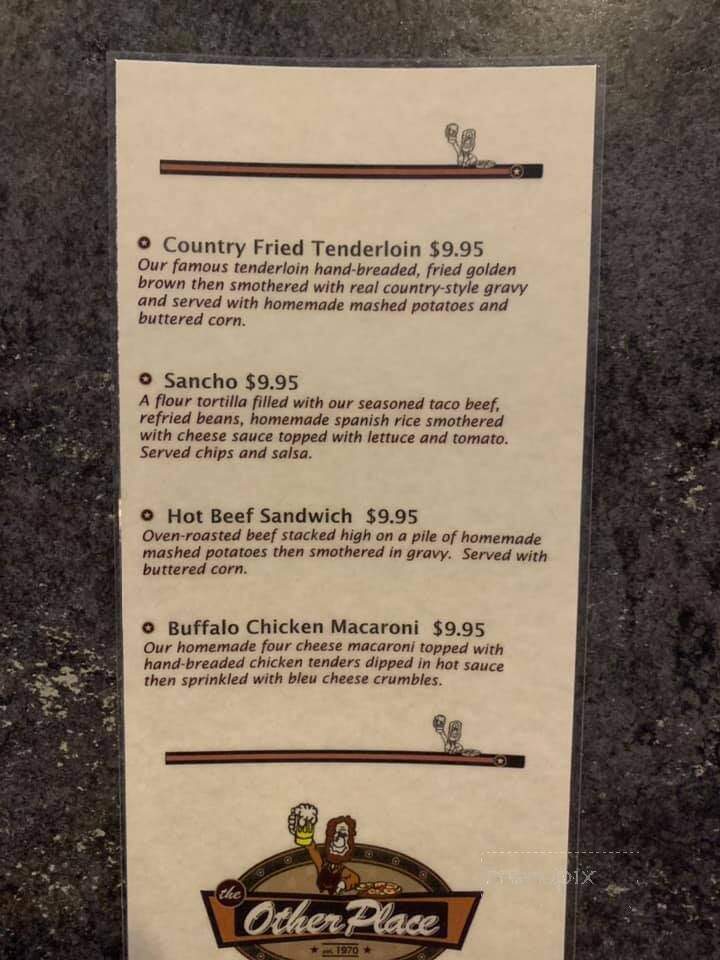 Country Fried Tenderloin $9.95
Our famous tenderloin hand-breaded, fried golden
brown then smothered with real country-style gravy
and served with homemade mashed potatoes and
buttered corn.
Sancho $9.95
A flour tortilla filled with our seasoned taco beef,
refried beans, homemade spanish rice smothered
with cheese sauce topped with lettuce and tomato.
Served chips and salsa.
Hot Beef Sandwich $9.95
Oven-roasted beef stacked high on a pile of homemade
mashed potatoes then smothered in gravy. Served with
buttered corn.
Buffalo Chicken Macaroni $9.95
Our homemade four cheese macaroni topped with
hand-breaded chicken tenders dipped in hot sauce
then sprinkled with bleu cheese crumbles.
the
Other Place
est. 1970